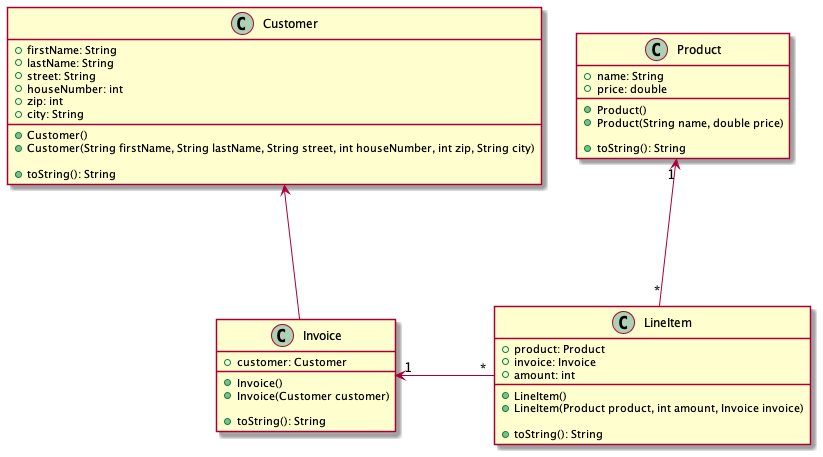 C Customer
firstName: String
lastName: String
street: String
houseNumber: int
zip: int
city: String
Customer()
Customer(String firstName, String lastName, String street, int houseNumber, int zip, String city)
toString(): String
C Product
name: String
price: double
Product()
Product(String name, double price)
toString(): String
1
*
C Invoice
customer: Customer
Invoice()
Invoice(Customer customer)
toString(): String
1
*
C LineItem
product: Product
invoice: Invoice
amount: int
LineItem()
LineItem(Product product, int amount, Invoice invoice)
toString(): String